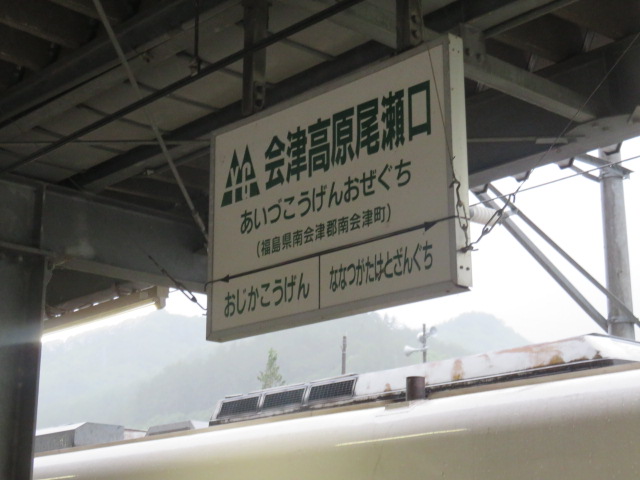 会津高原尾瀬口
あいづこうげんおぜぐち
(福島県南会津郡南会津町)
おじかこうげん
ななつがたけとざんぐち